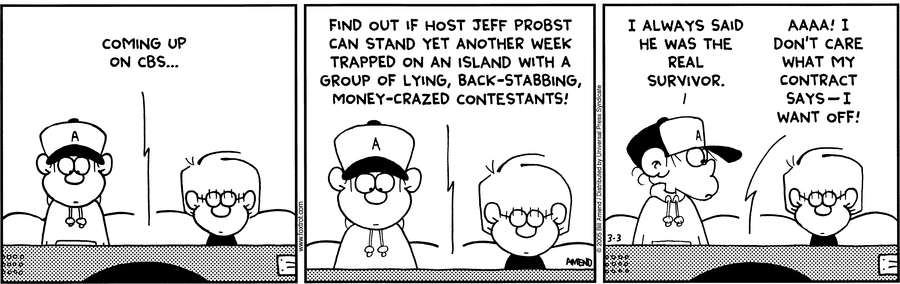 COMING UP
ON CBS...
A
www.foxtrot.com
FIND OUT IF HOST JEFF PROBST
CAN STAND YET ANOTHER WEEK
TRAPPED ON AN ISLAND WITH A
GROUP OF LYING, BACK-STABBING,
MONEY-CRAZED CONTESTANTS!
A
AMEND
© 2005 Bill Amend / Distributed by Universal Press Syndicate
I ALWAYS SAID
HE WAS THE
REAL
SURVIVOR.
AAAA! I
DON'T CARE
WHAT MY
CONTRACT
SAYS—I
WANT OFF!
A
3-3